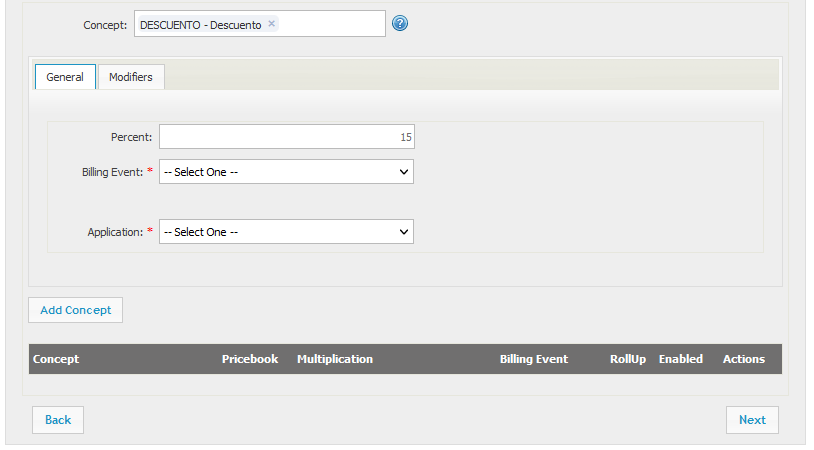 Concept: DESCUENTO - Descuento ×
General Modifiers
Percent: 15
Billing Event: * -- Select One --
Application: * -- Select One --
Add Concept
Concept Pricebook Multiplication Billing Event RollUp Enabled Actions
Back Next